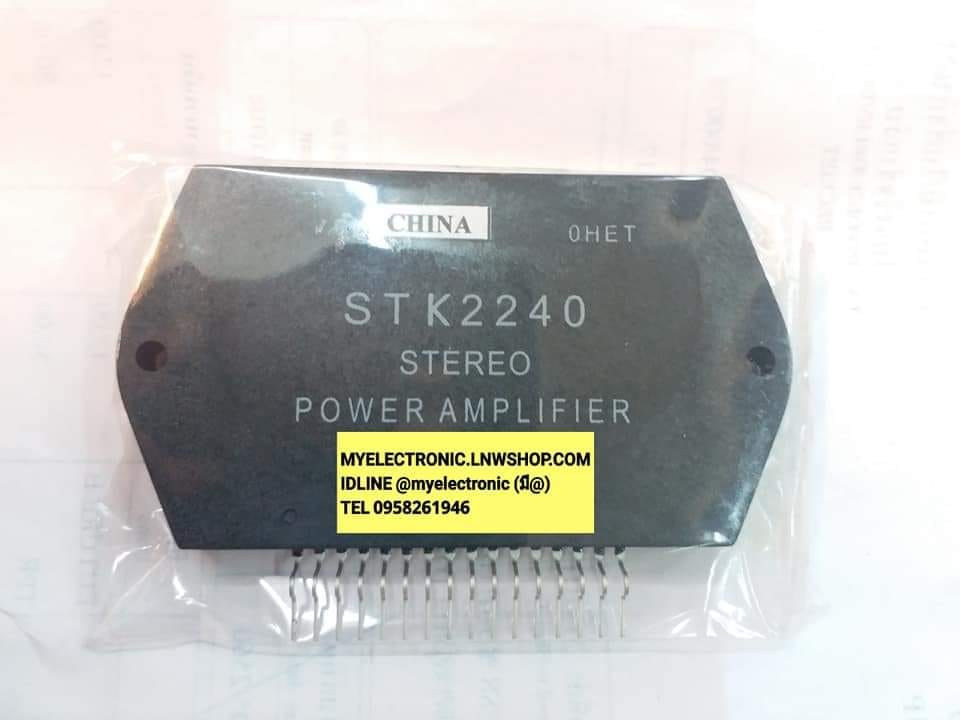 CHINA
0HET
STK2240
STEREO
POWER AMPLIFIER
MYELECTRONIC.LNWSHOP.COM
IDLINE @myelectronic (มี@)
TEL 0958261946